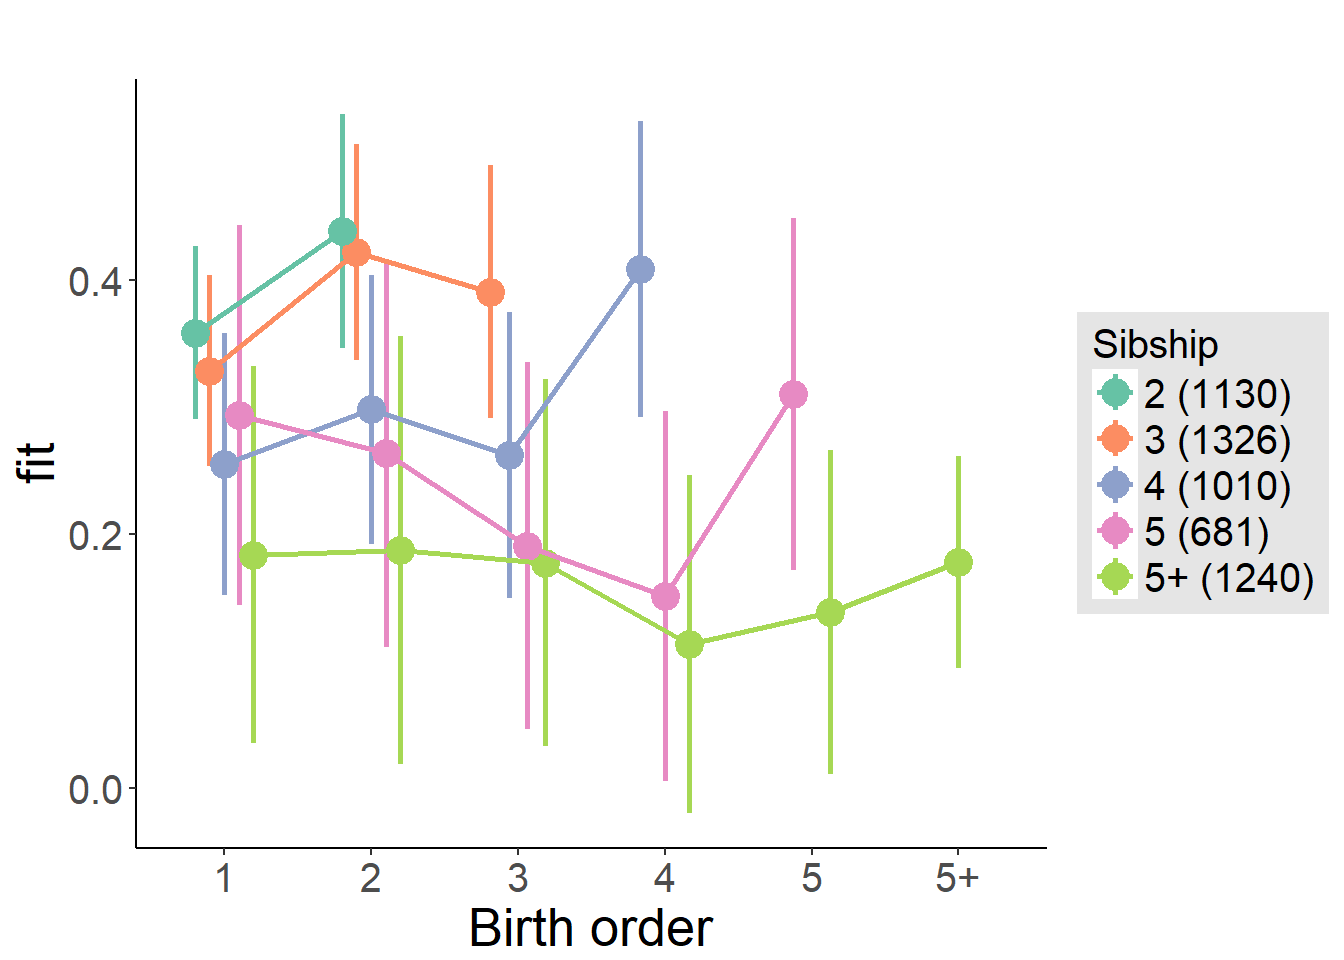 fit
0.4
0.2
0.0
1 2 3 4 5 5+
Birth order
Sibship
2 (1130)
3 (1326)
4 (1010)
5 (681)
5+ (1240)